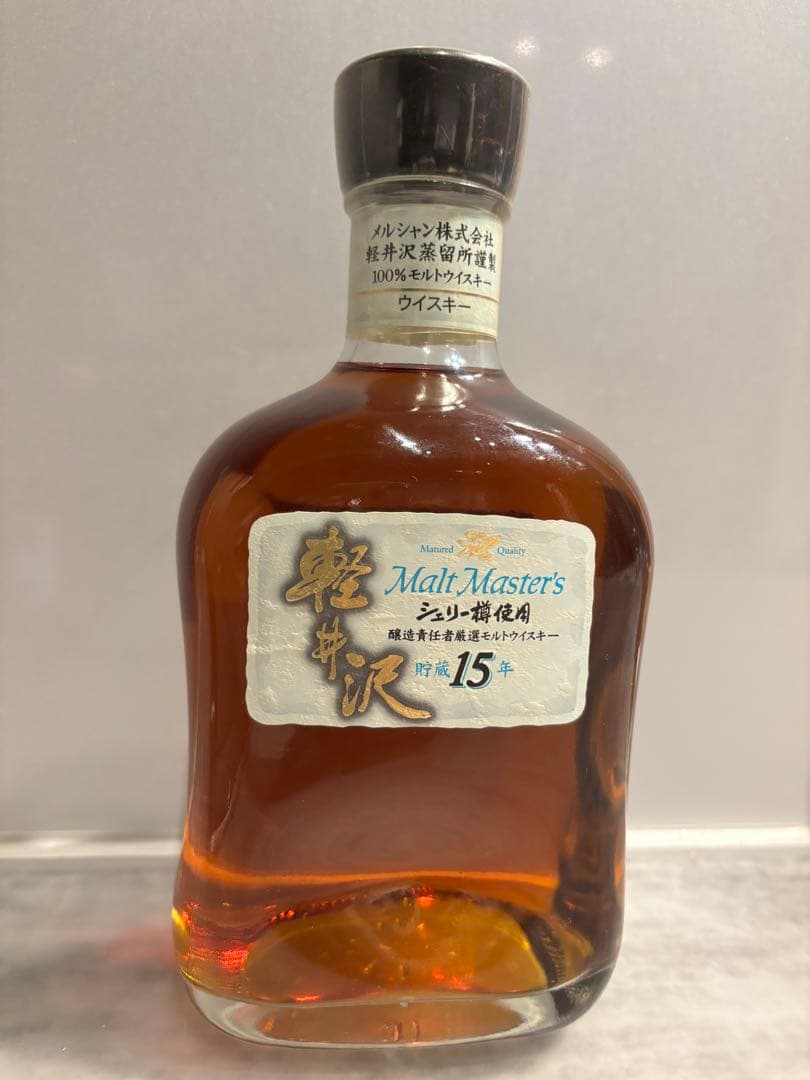 メルシャン株式会社
軽井沢蒸留所謹製
100%モルトウイスキー
ウイスキー
軽井沢
Matured Quality
Malt Master's
シェリー樽使用
醸造責任者厳選モルトウイスキー
貯蔵15年